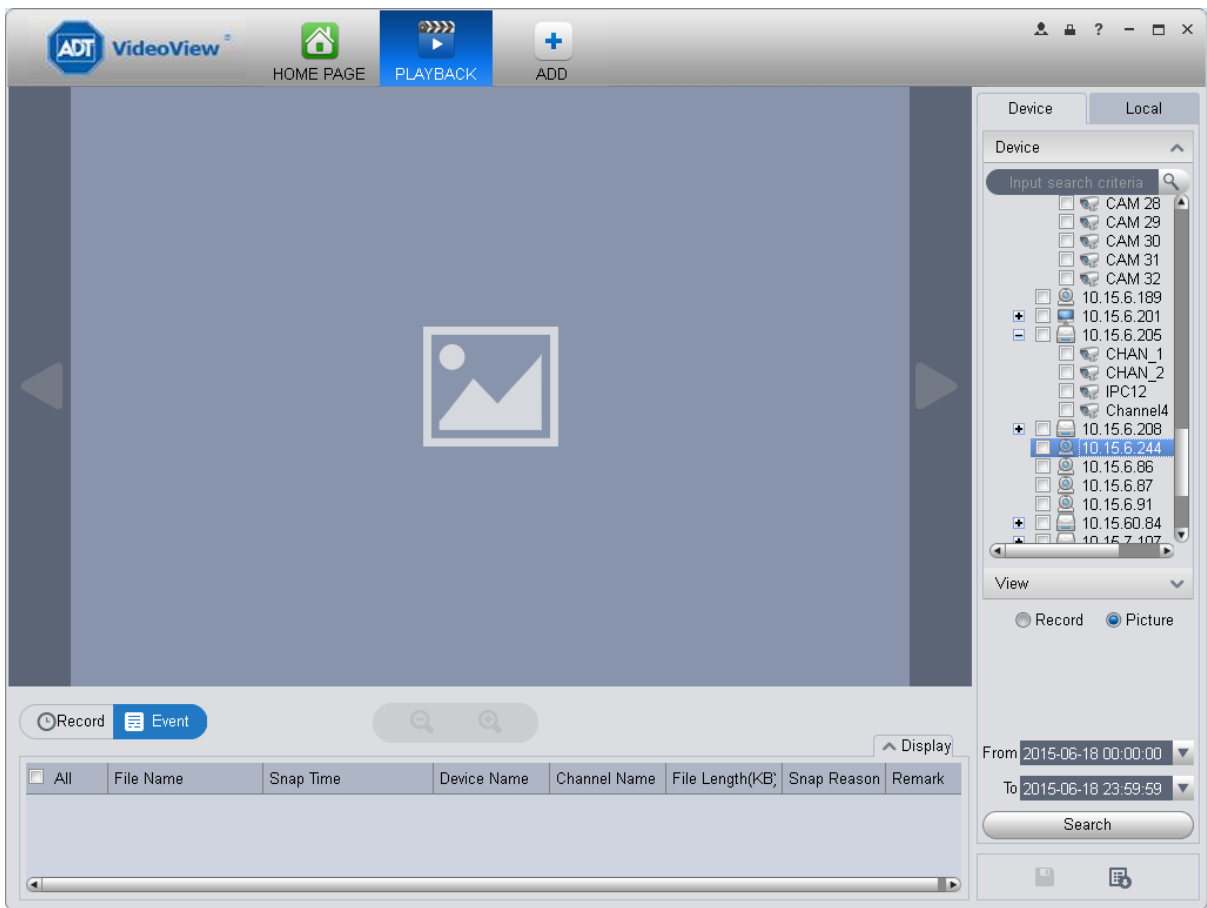 ADT VideoView®
HOME PAGE
PLAYBACK
ADD
?
Device
Local
Device
Input search criteria
CAM 28
CAM 29
CAM 30
CAM 31
CAM 32
10.15.6.189
10.15.6.201
10.15.6.205
CHAN_1
CHAN_2
IPC12
Channel4
10.15.6.208
10.15.6.244
10.15.6.86
10.15.6.87
10.15.6.91
10.15.60.84
10.15.7.107
View
Record Picture
Record Event
Display
All File Name Snap Time Device Name Channel Name File Length(KB) Snap Reason Remark
From 2015-06-18 00:00:00
To 2015-06-18 23:59:59
Search